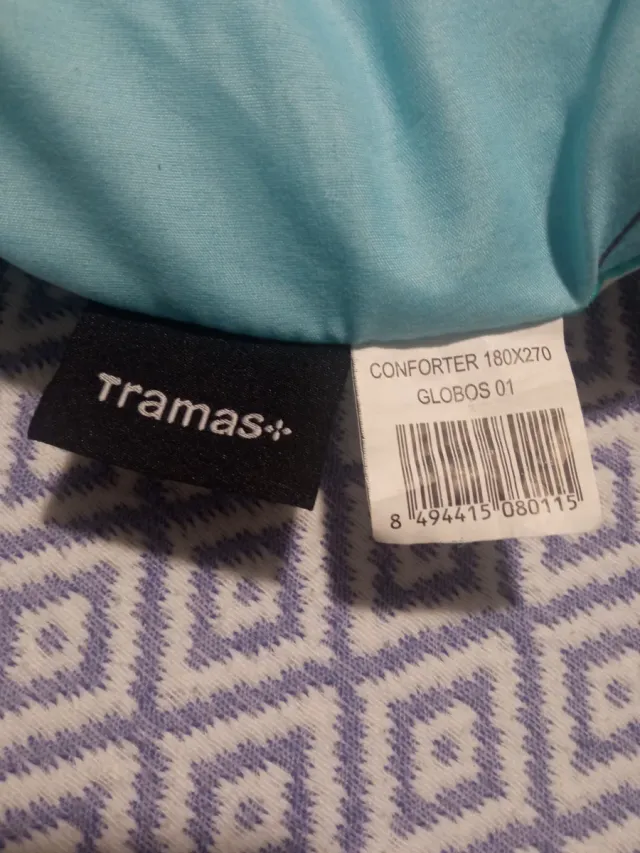 Tramas
CONFORTER 180X270
GLOBOS 01
8 494415 080115